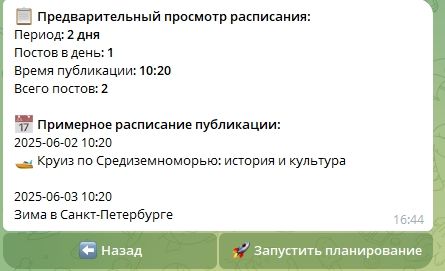 📋 Предварительный просмотр расписания:
Период: 2 дня
Постов в день: 1
Время публикации: 10:20
Всего постов: 2
📅 Примерное расписание публикации:
2025-06-02 10:20
🚤 Круиз по Средиземноморью: история и культура
2025-06-03 10:20
Зима в Санкт-Петербурге
16:44
⬅️ Назад
🚀 Запустить планирование